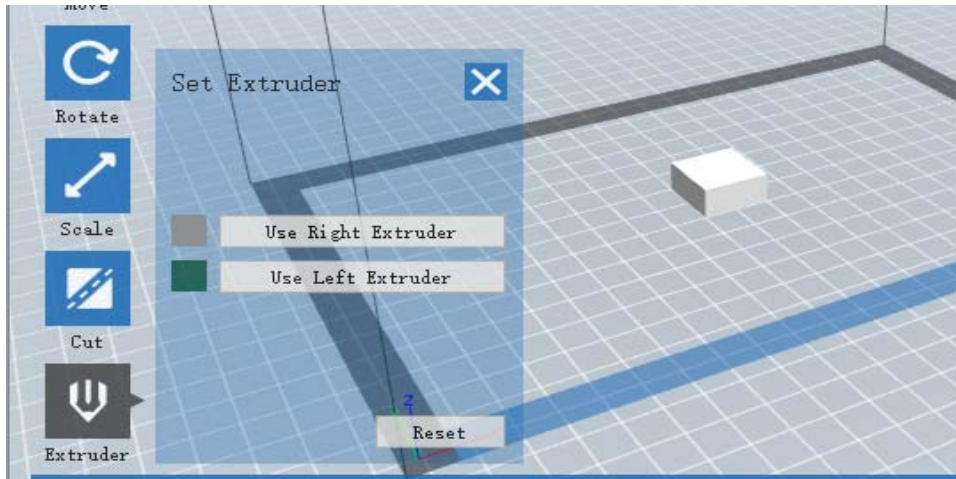 Move
Rotate
Scale
Cut
Extruder
Set Extruder
Use Right Extruder
Use Left Extruder
Z
Reset